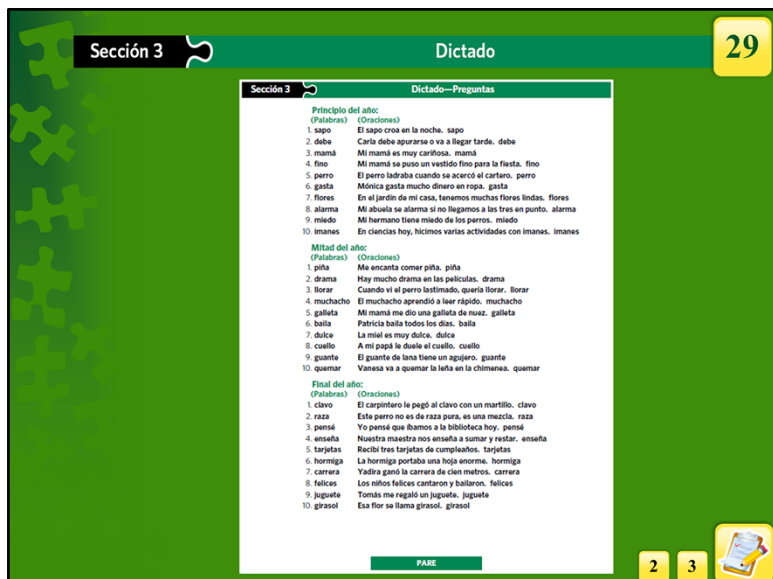 Sección 3
Dictado
29
Sección 3
Dictado—Preguntas
Principio del año:
(Palabras) (Oraciones)
1. sapo El sapo croa en la noche. sapo
2. debe Carla debe apurarse o va a llegar tarde. debe
3. mamá Mi mamá es muy cariñosa. mamá
4. fino Mi mamá se puso un vestido fino para la fiesta. fino
5. perro El perro ladraba cuando se acercó el cartero. perro
6. gasta Mónica gasta mucho dinero en ropa. gasta
7. flores En el jardín de mi casa, tenemos muchas flores lindas. flores
8. alarma Mi abuela se alarma si no llegamos a las tres en punto. alarma
9. miedo Mi hermano tiene miedo de los perros. miedo
10. imanes En ciencias hoy, hicimos varias actividades con imanes. imanes
Mitad del año:
(Palabras) (Oraciones)
1. piña Me encanta comer piña. piña
2. drama Hay mucho drama en las películas. drama
3. llorar Cuando vi el perro lastimado, quería llorar. llorar
4. muchacho El muchacho aprendió a leer rápido. muchacho
5. galleta Mi mamá me dio una galleta de nuez. galleta
6. baila Patricia baila todos los días. baila
7. dulce La miel es muy dulce. dulce
8. cuello A mi papá le duele el cuello. cuello
9. guante El guante de lana tiene un agujero. guante
10. quemar Vanesa va a quemar la leña en la chimenea. quemar
Final del año:
(Palabras) (Oraciones)
1. clavo El carpintero le pegó al clavo con un martillo. clavo
2. raza Este perro no es de raza pura, es una mezcla. raza
3. pensé Yo pensé que íbamos a la biblioteca hoy. pensé
4. enseña Nuestra maestra nos enseña a sumar y restar. enseña
5. tarjetas Recibí tres tarjetas de cumpleaños. tarjetas
6. hormiga La hormiga portaba una hoja enorme. hormiga
7. carrera Yadira ganó la carrera de cien metros. carrera
8. felices Los niños felices cantaron y bailaron. felices
9. juguete Tomás me regaló un juguete. juguete
10. girasol Esa flor se llama girasol. girasol
PARE
2 3